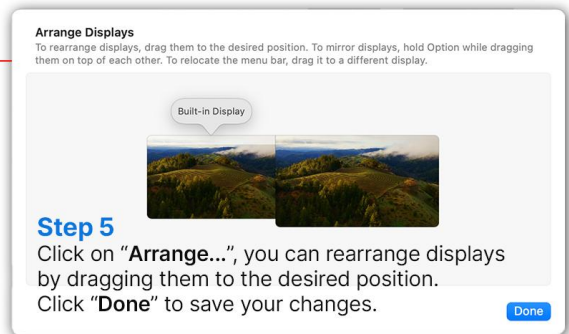 Arrange Displays
To rearrange displays, drag them to the desired position. To mirror displays, hold Option while dragging
them on top of each other. To relocate the menu bar, drag it to a different display.
Built-in Display
Step 5
Click on “Arrange...”, you can rearrange displays
by dragging them to the desired position.
Click “Done” to save your changes.
Done